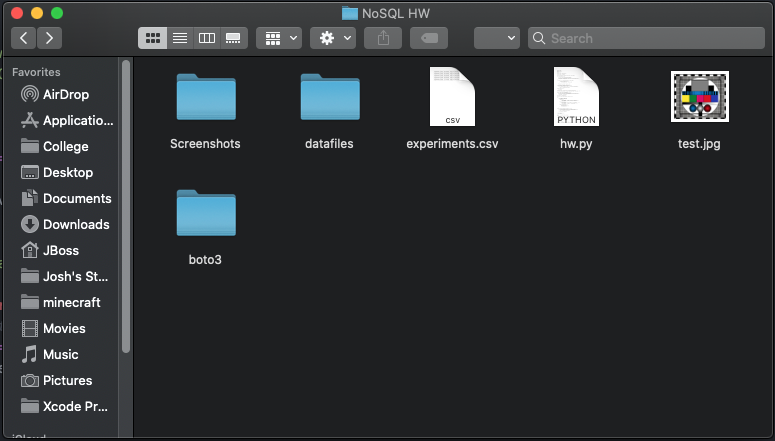 NoSQL HW
Search
Favorites
AirDrop
Applicatio...
College
Desktop
Documents
Downloads
JBoss
Josh's St...
minecraft
Movies
Music
Pictures
Xcode Pr...
iCloud
csv
PYTHON
Screenshots
datafiles
experiments.csv
hw.py
test.jpg
boto3